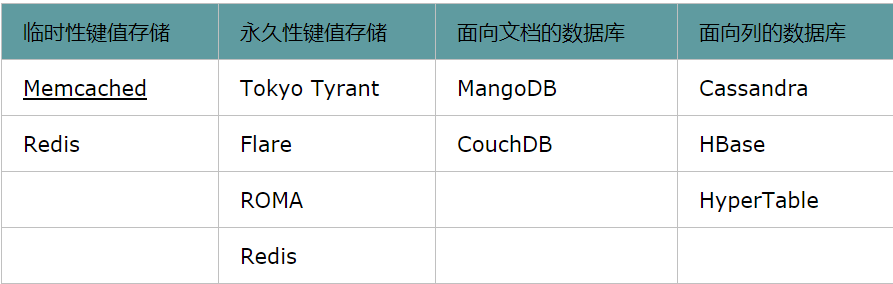 临时性键值存储 永久性键值存储 面向文档的数据库 面向列的数据库
Memcached Tokyo Tyrant MangoDB Cassandra
Redis Flare CouchDB HBase
ROMA HyperTable
Redis